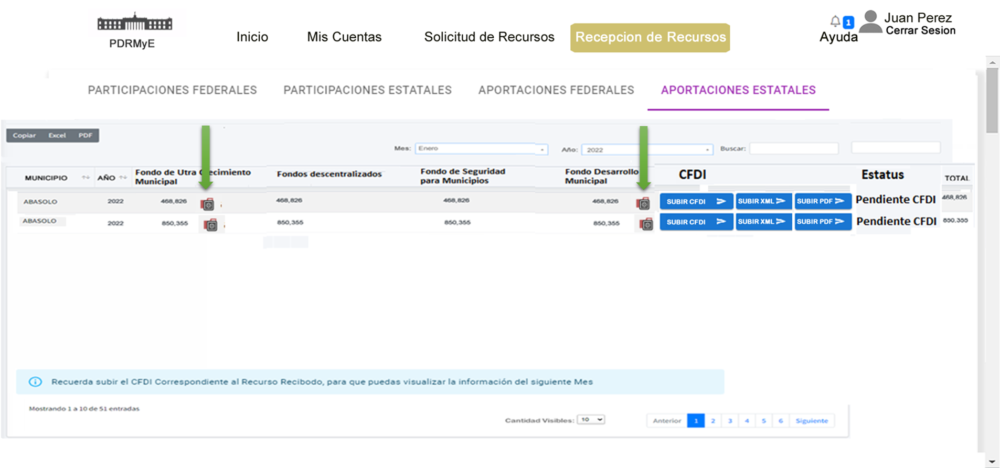 PDRMyE
Inicio
Mis Cuentas
Solicitud de Recursos
Recepcion de Recursos
1
Ayuda
Juan Perez
Cerrar Sesion
PARTICIPACIONES FEDERALES
PARTICIPACIONES ESTATALES
APORTACIONES FEDERALES
APORTACIONES ESTATALES
Copiar Excel PDF
Mes: Enero
Año: 2022
Buscar:
MUNICIPIO
AÑO
Fondo de Utra
Municipal
Fondos descentralizados
Fondo de Seguridad
para Municipios
Fondo Desarrollo
Municipal
CFDI
Estatus
TOTAL
ABASOLO 2022 468,826 468,826 468,826 468,826 SUBIR CFDI SUBIR XML SUBIR PDF Pendiente CFDI 468,826
ABASOLO 2022 850,355 850,355 850,355 850,355 SUBIR CFDI SUBIR XML SUBIR PDF Pendiente CFDI 850,355
Recuerda subir el CFDI Correspondiente al Recurso Recibodo, para que puedas visualizar la información del siguiente Mes
Mostrando 1 a 10 de 51 entradas
Cantidad Visibles: 10
Anterior 1 2 3 4 5 6 Siguiente